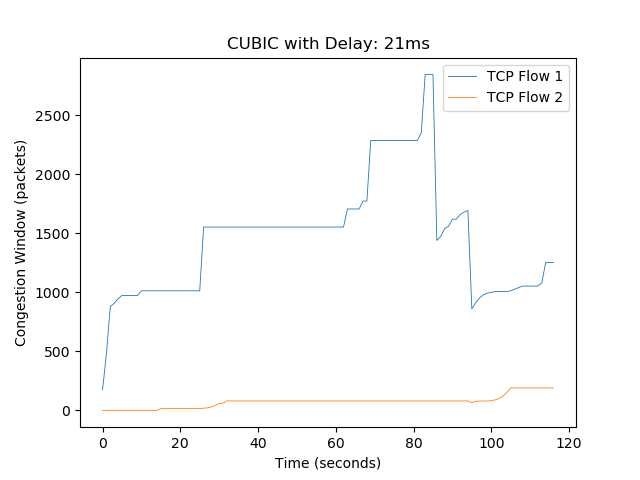 CUBIC with Delay: 21ms
TCP Flow 1
TCP Flow 2
Congestion Window (packets)
2500
2000
1500
1000
500
0
0 20 40 60 80 100 120
Time (seconds)